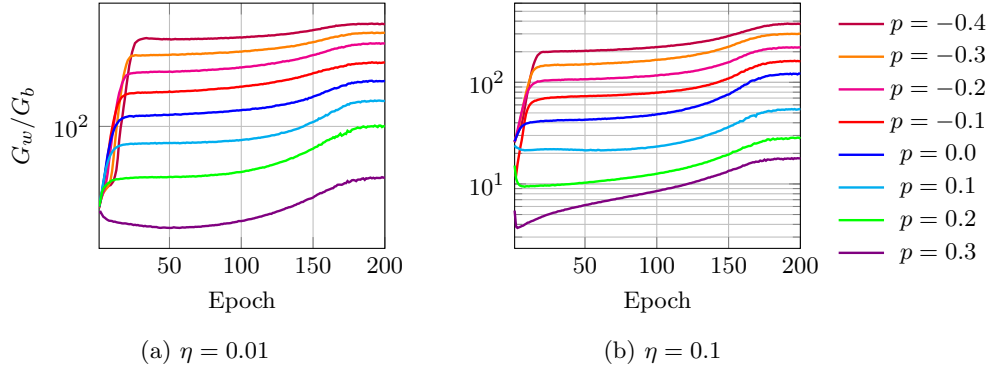 G_w/G_b
10^2
0
50
100
150
200
Epoch
(a) η = 0.01
10^2
10^1
0
50
100
150
200
Epoch
(b) η = 0.1
p = −0.4
p = −0.3
p = −0.2
p = −0.1
p = 0.0
p = 0.1
p = 0.2
p = 0.3